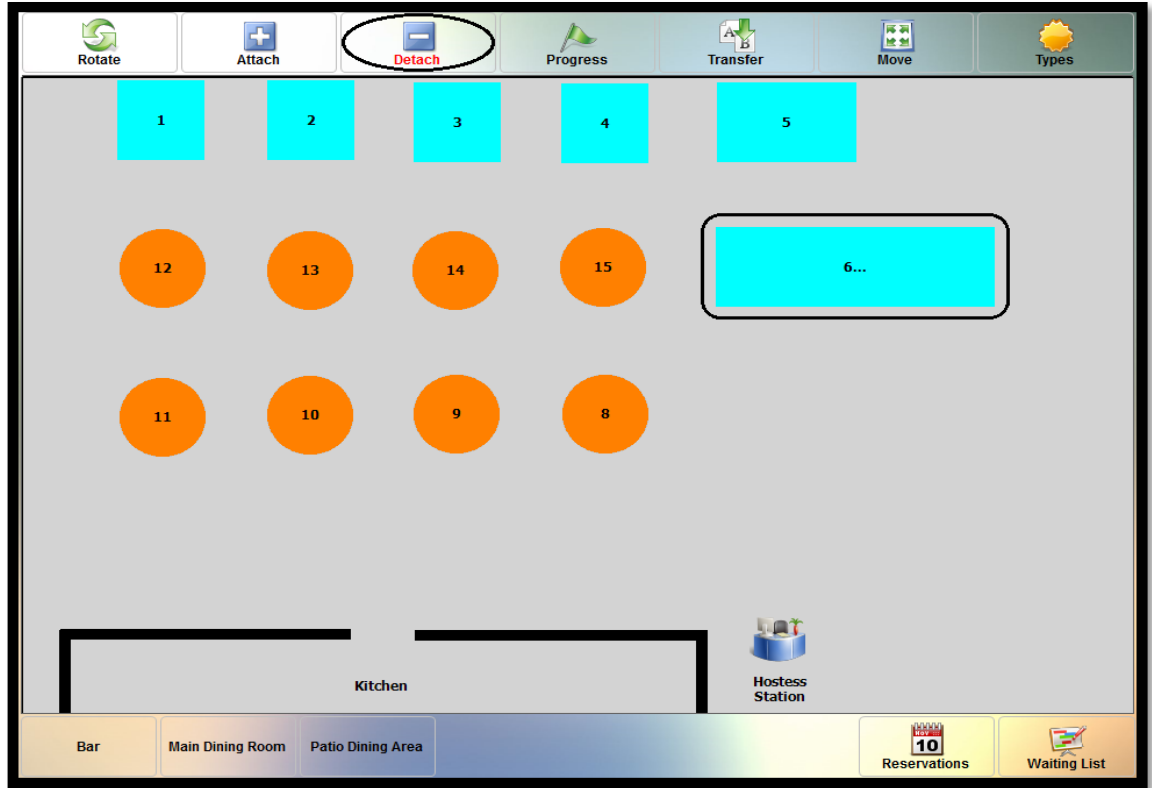 Rotate
Attach
Detach
Progress
A
B
Transfer
Move
Types
1
2
3
4
5
12
13
14
15
6...
11
10
9
8
Kitchen
Hostess
Station
Bar
Main Dining Room
Patio Dining Area
NOV
10
Reservations
Waiting List